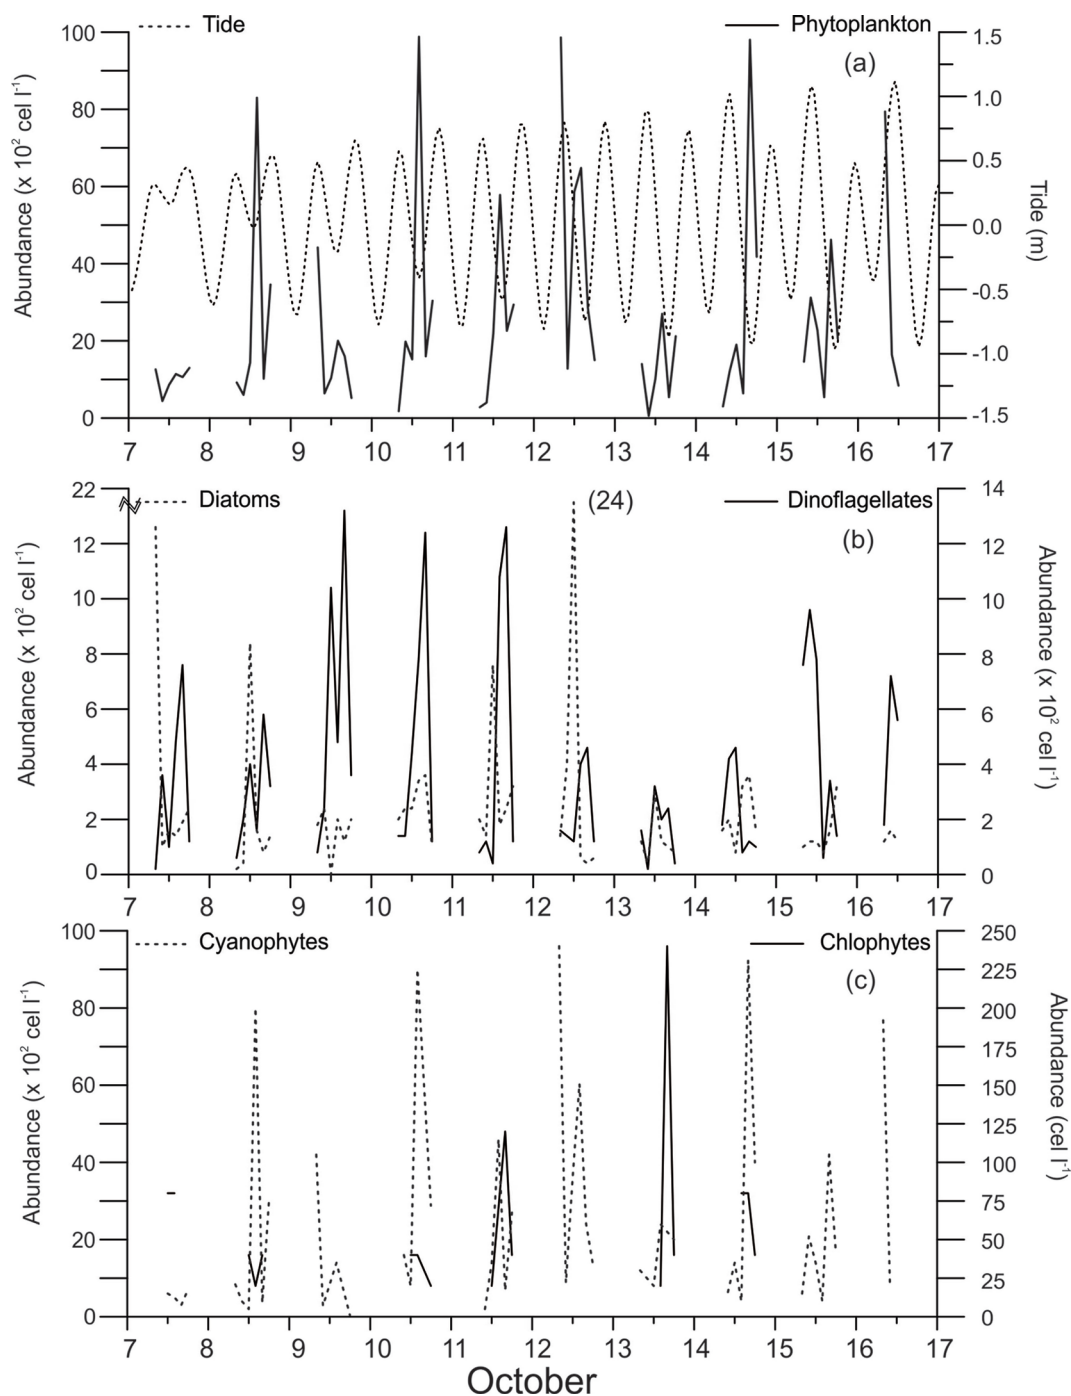 Tide
Phytoplankton
(a)
100
80
60
40
20
0
1.5
1.0
0.5
0.0
-0.5
-1.0
-1.5
Abundance (x 10² cel l⁻¹)
Tide (m)
7 8 9 10 11 12 13 14 15 16 17
Diatoms
(24)
Dinoflagellates
(b)
22
12
10
8
6
4
2
0
14
12
10
8
6
4
2
0
Abundance (x 10² cel l⁻¹)
Abundance (x 10² cel l⁻¹)
7 8 9 10 11 12 13 14 15 16 17
Cyanophytes
Chlophytes
(c)
100
80
60
40
20
0
250
225
200
175
150
125
100
75
50
25
0
Abundance (x 10² cel l⁻¹)
Abundance (cel l⁻¹)
7 8 9 10 11 12 13 14 15 16 17
October